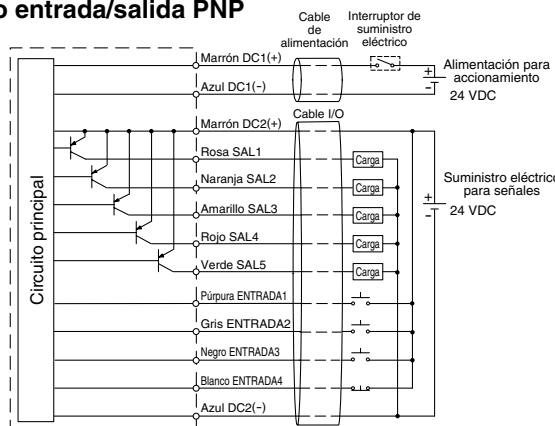 o entrada/salida PNP
Cable
de
alimentación
Interruptor de
suministro
eléctrico
Marrón DC1(+)
Azul DC1(-)
Alimentación para
accionamiento
24 VDC
+
-
Marrón DC2(+)
Cable I/O
Rosa SAL1
Carga
Naranja SAL2
Carga
Amarillo SAL3
Carga
Rojo SAL4
Carga
Verde SAL5
Carga
Suministro eléctrico
para señales
24 VDC
+
-
Circuito principal
Púrpura ENTRADA1
Gris ENTRADA2
Negro ENTRADA3
Blanco ENTRADA4
Azul DC2(-)